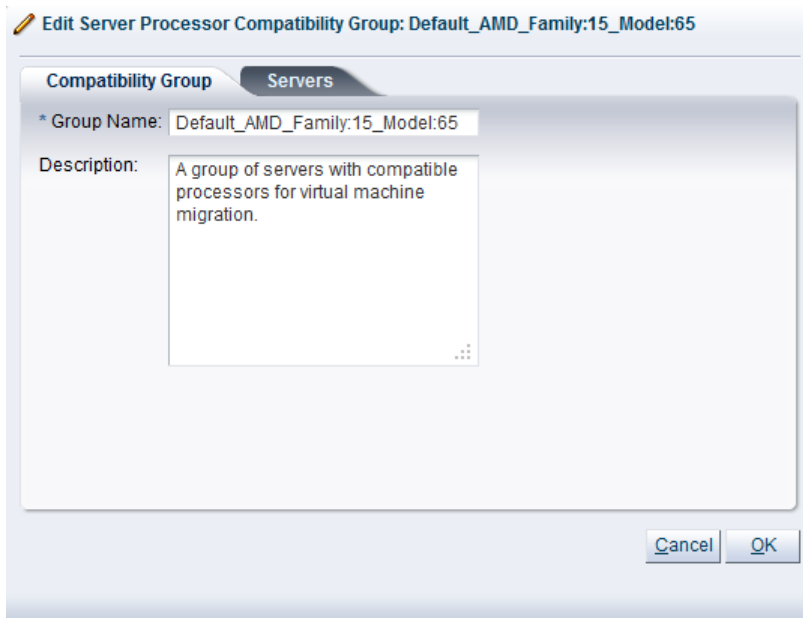 Edit Server Processor Compatibility Group: Default_AMD_Family:15_Model:65
Compatibility Group Servers
* Group Name: Default_AMD_Family:15_Model:65
Description: A group of servers with compatible
processors for virtual machine
migration.
Cancel OK